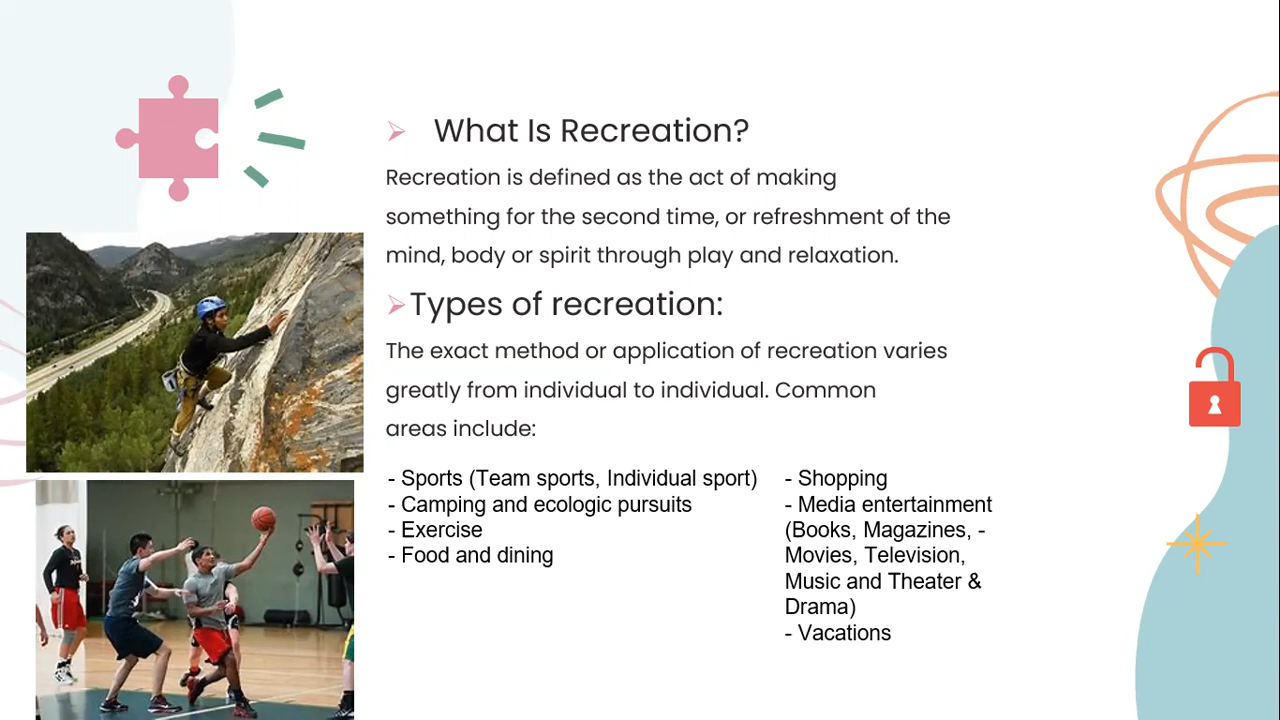 What Is Recreation?
Recreation is defined as the act of making
something for the second time, or refreshment of the
mind, body or spirit through play and relaxation.
Types of recreation:
The exact method or application of recreation varies
greatly from individual to individual. Common
areas include:
- Sports (Team sports, Individual sport)
- Camping and ecologic pursuits
- Exercise
- Food and dining
- Shopping
- Media entertainment
(Books, Magazines, -
Movies, Television,
Music and Theater &
Drama)
- Vacations